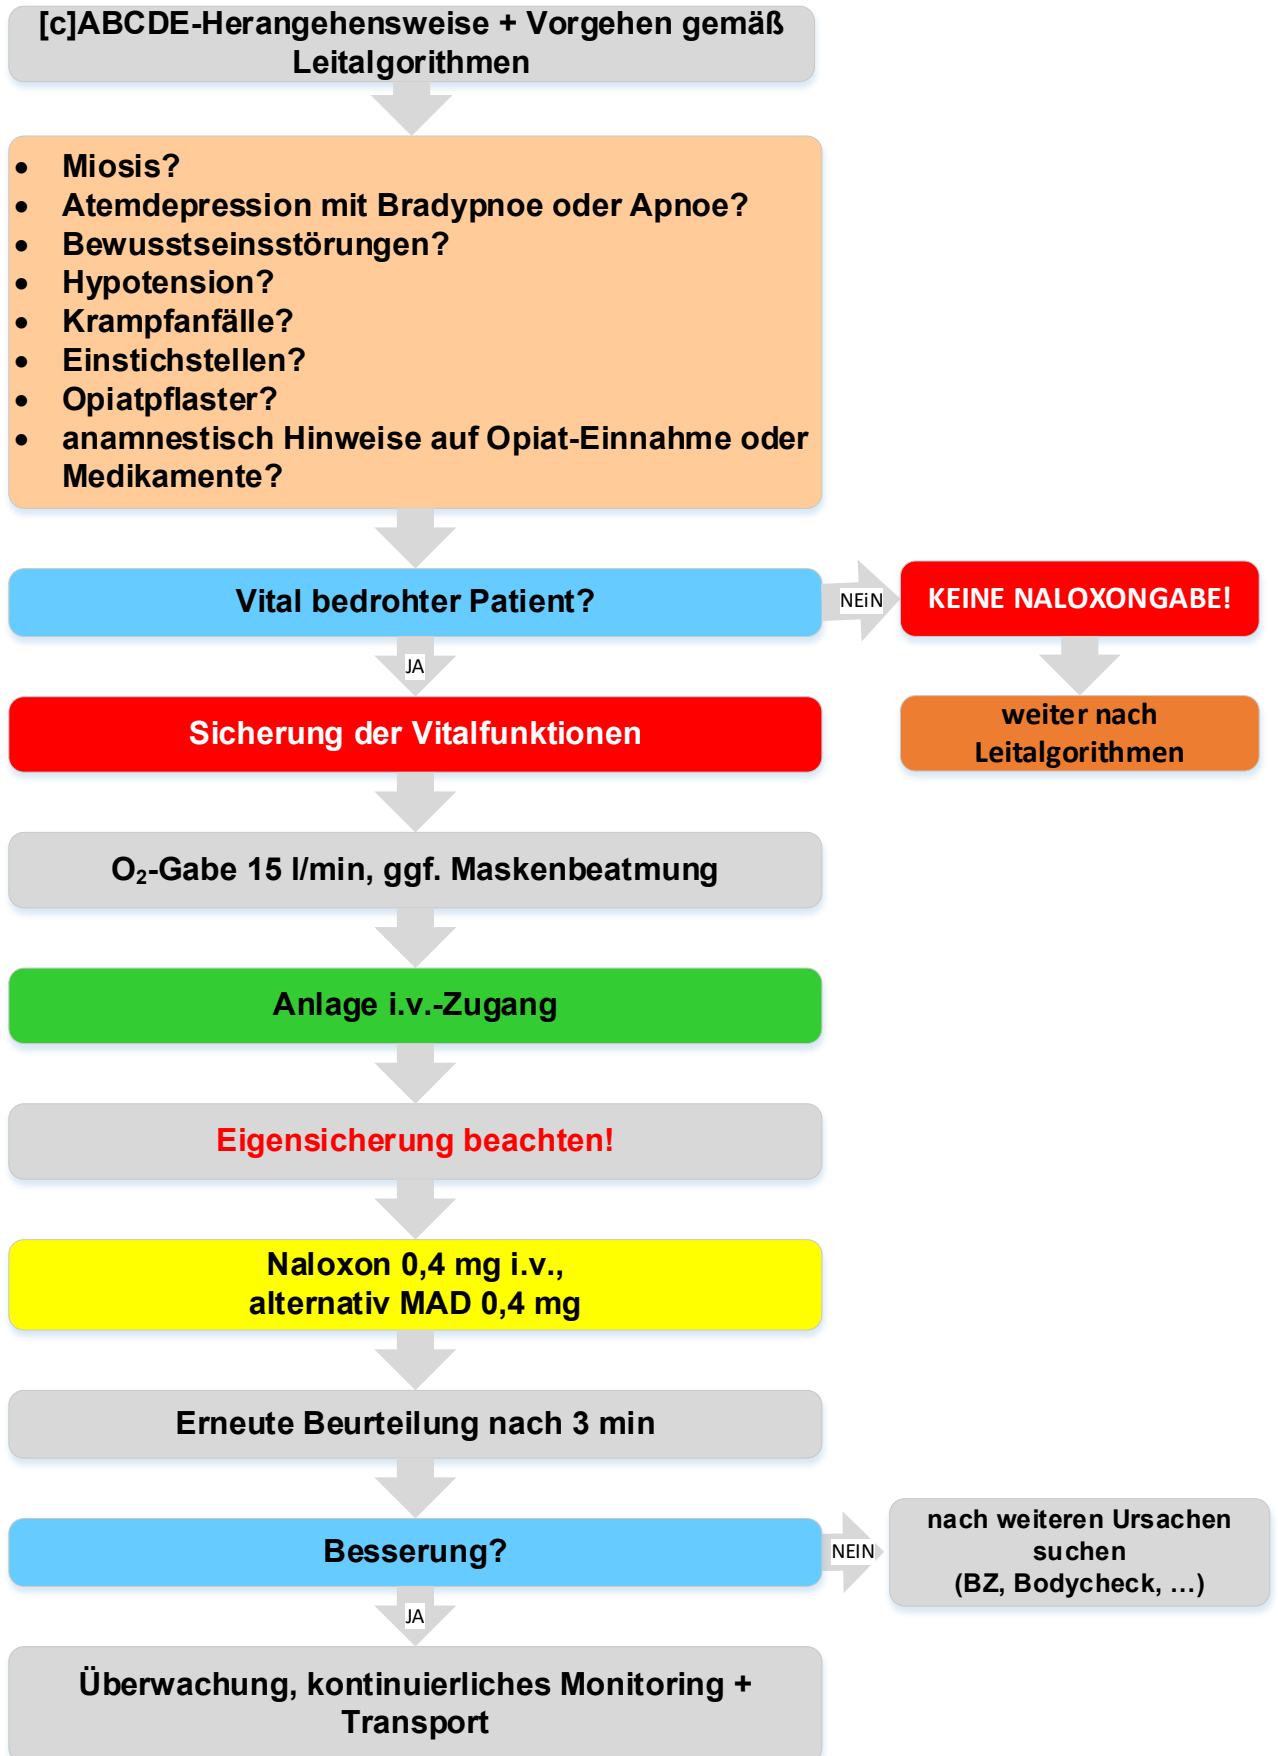 [c]ABCDE-Herangehensweise + Vorgehen gemäß
Leitalgorithmen
• Miosis?
• Atemdepression mit Bradypnoe oder Apnoe?
• Bewusstseinsstörungen?
• Hypotension?
• Krampfanfälle?
• Einstichstellen?
• Opiatpflaster?
• anamnestisch Hinweise auf Opiat-Einnahme oder
Medikamente?
Vital bedrohter Patient?
NEiN
KEINE NALOXONGABE!
JA
Sicherung der Vitalfunktionen
weiter nach
Leitalgorithmen
O₂-Gabe 15 l/min, ggf. Maskenbeatmung
Anlage i.v.-Zugang
Eigensicherung beachten!
Naloxon 0,4 mg i.v.,
alternativ MAD 0,4 mg
Erneute Beurteilung nach 3 min
Besserung?
NEIN
nach weiteren Ursachen
suchen
(BZ, Bodycheck, …)
JA
Überwachung, kontinuierliches Monitoring +
Transport